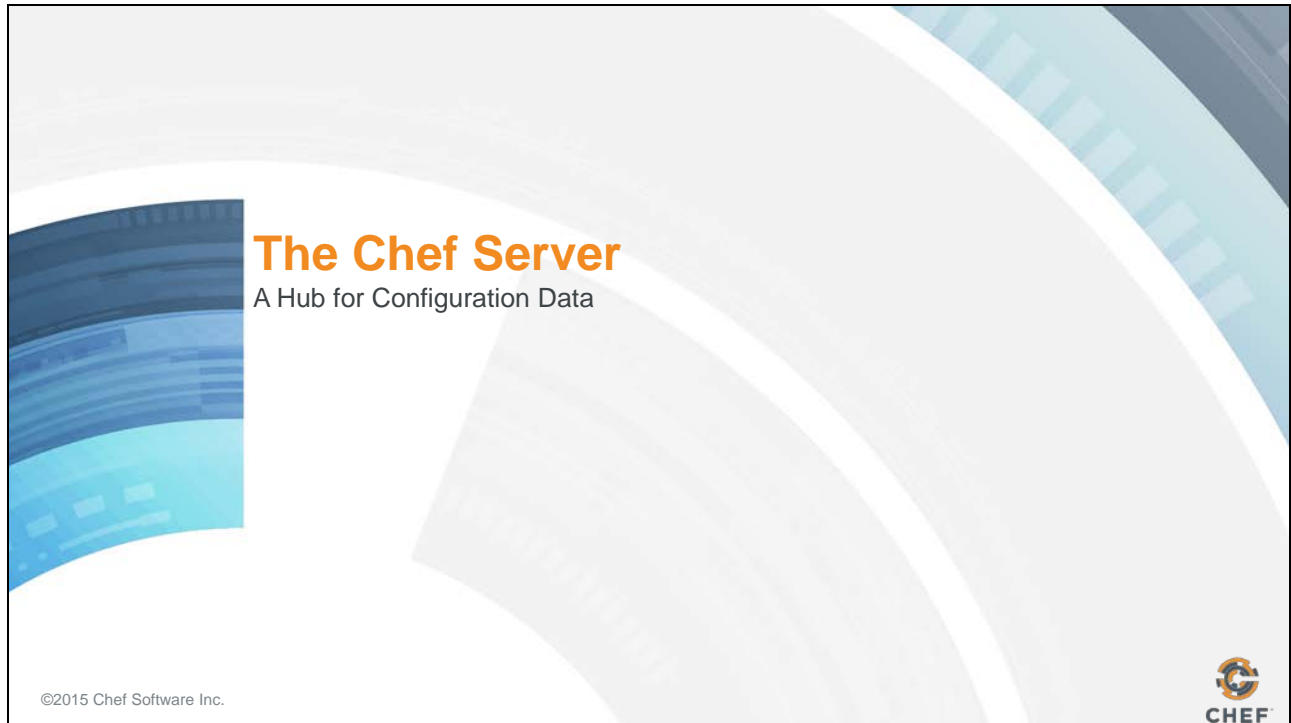 The Chef Server
A Hub for Configuration Data
©2015 Chef Software Inc.
CHEF